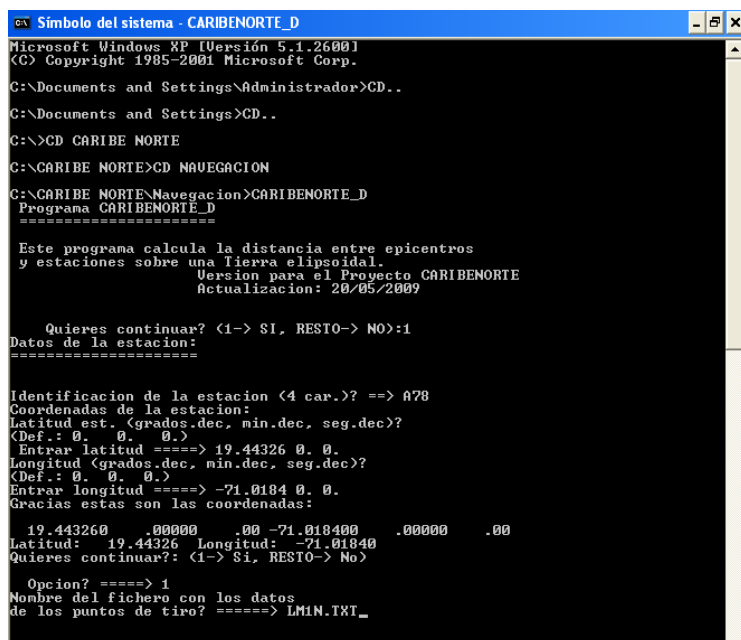 Símbolo del sistema - CARIBENORTE_D
Microsoft Windows XP [Versión 5.1.2600]
(C) Copyright 1985-2001 Microsoft Corp.
C:\Documents and Settings\Administrador>CD..
C:\Documents and Settings>CD..
C:\>CD CARIBE NORTE
C:\CARIBE NORTE>CD NAVEGACION
C:\CARIBE NORTE\Navegacion>CARIBENORTE_D
Programa CARIBENORTE_D
======================
Este programa calcula la distancia entre epicentros
y estaciones sobre una Tierra elipsoidal.
Version para el Proyecto CARIBENORTE
Actualizacion: 20/05/2009
Quieres continuar? (1-> SI, RESTO-> NO):1
Datos de la estacion:
=====================
Identificacion de la estacion (4 car.)? ==> A78
Coordenadas de la estacion:
Latitud est. (grados.dec, min.dec, seg.dec)?
(Def.: 0. 0. 0.)
Entrar latitud =====> 19.44326 0. 0.
Longitud (grados.dec, min.dec, seg.dec)?
(Def.: 0. 0. 0.)
Entrar longitud =====> -71.0184 0. 0.
Gracias estas son las coordenadas:
19.443260 .00000 .00 -71.018400 .00000 .00
Latitud: 19.44326 Longitud: -71.01840
Quieres continuar?: (1-> Si, RESTO-> No)
Opcion? =====> 1
Nombre del fichero con los datos
de los puntos de tiro? ======> LM1N.TXT_